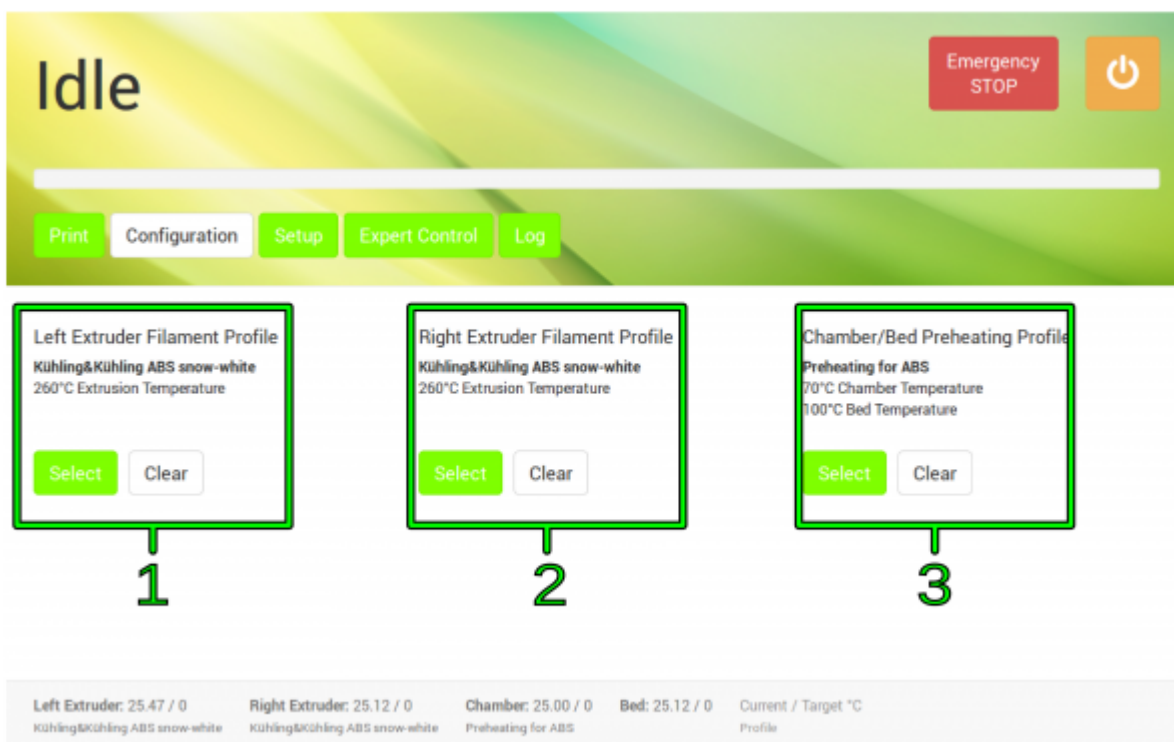 Idle
Emergency
STOP
Print Configuration Setup Expert Control Log
Left Extruder Filament Profile
Kühling&Kühling ABS snow-white
260°C Extrusion Temperature
Select Clear
1
Right Extruder Filament Profile
Kühling&Kühling ABS snow-white
260°C Extrusion Temperature
Select Clear
2
Chamber/Bed Preheating Profile
Preheating for ABS
70°C Chamber Temperature
100°C Bed Temperature
Select Clear
3
Left Extruder: 25.47 / 0 Right Extruder: 25.12 / 0 Chamber: 25.00 / 0 Bed: 25.12 / 0 Current / Target °C
Kühling&Kühling ABS snow-white Kühling&Kühling ABS snow-white Preheating for ABS Profile